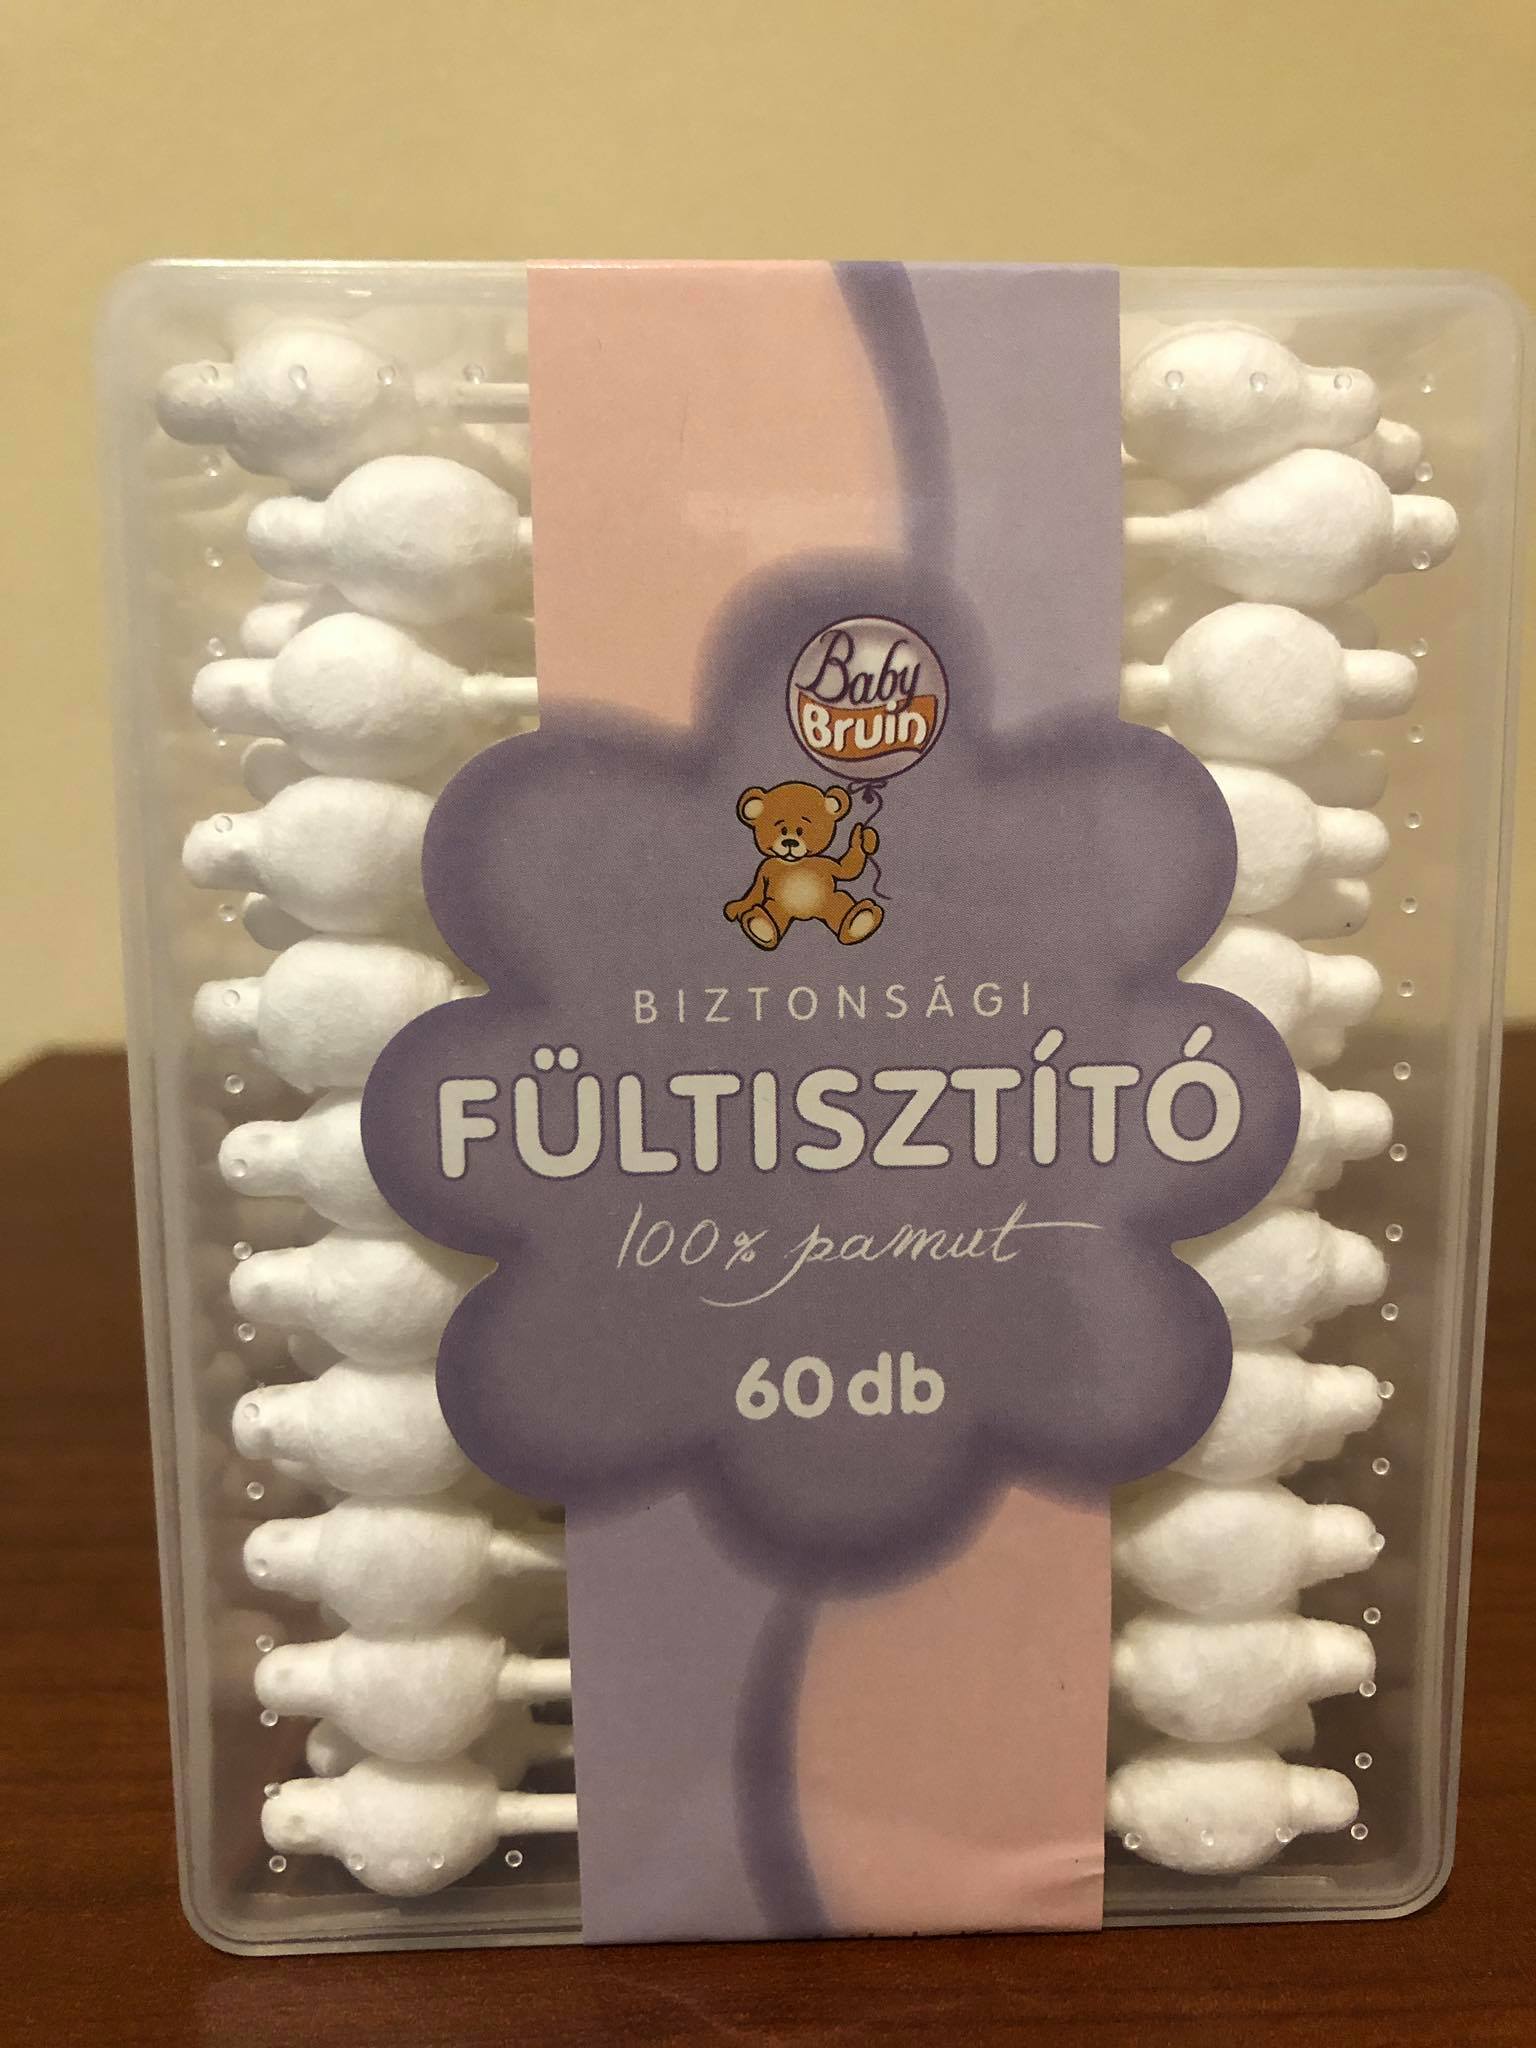 Baby
Bruin
BIZTONSÁGI
FÜLTISZTÍTÓ
100% pamut
60 db